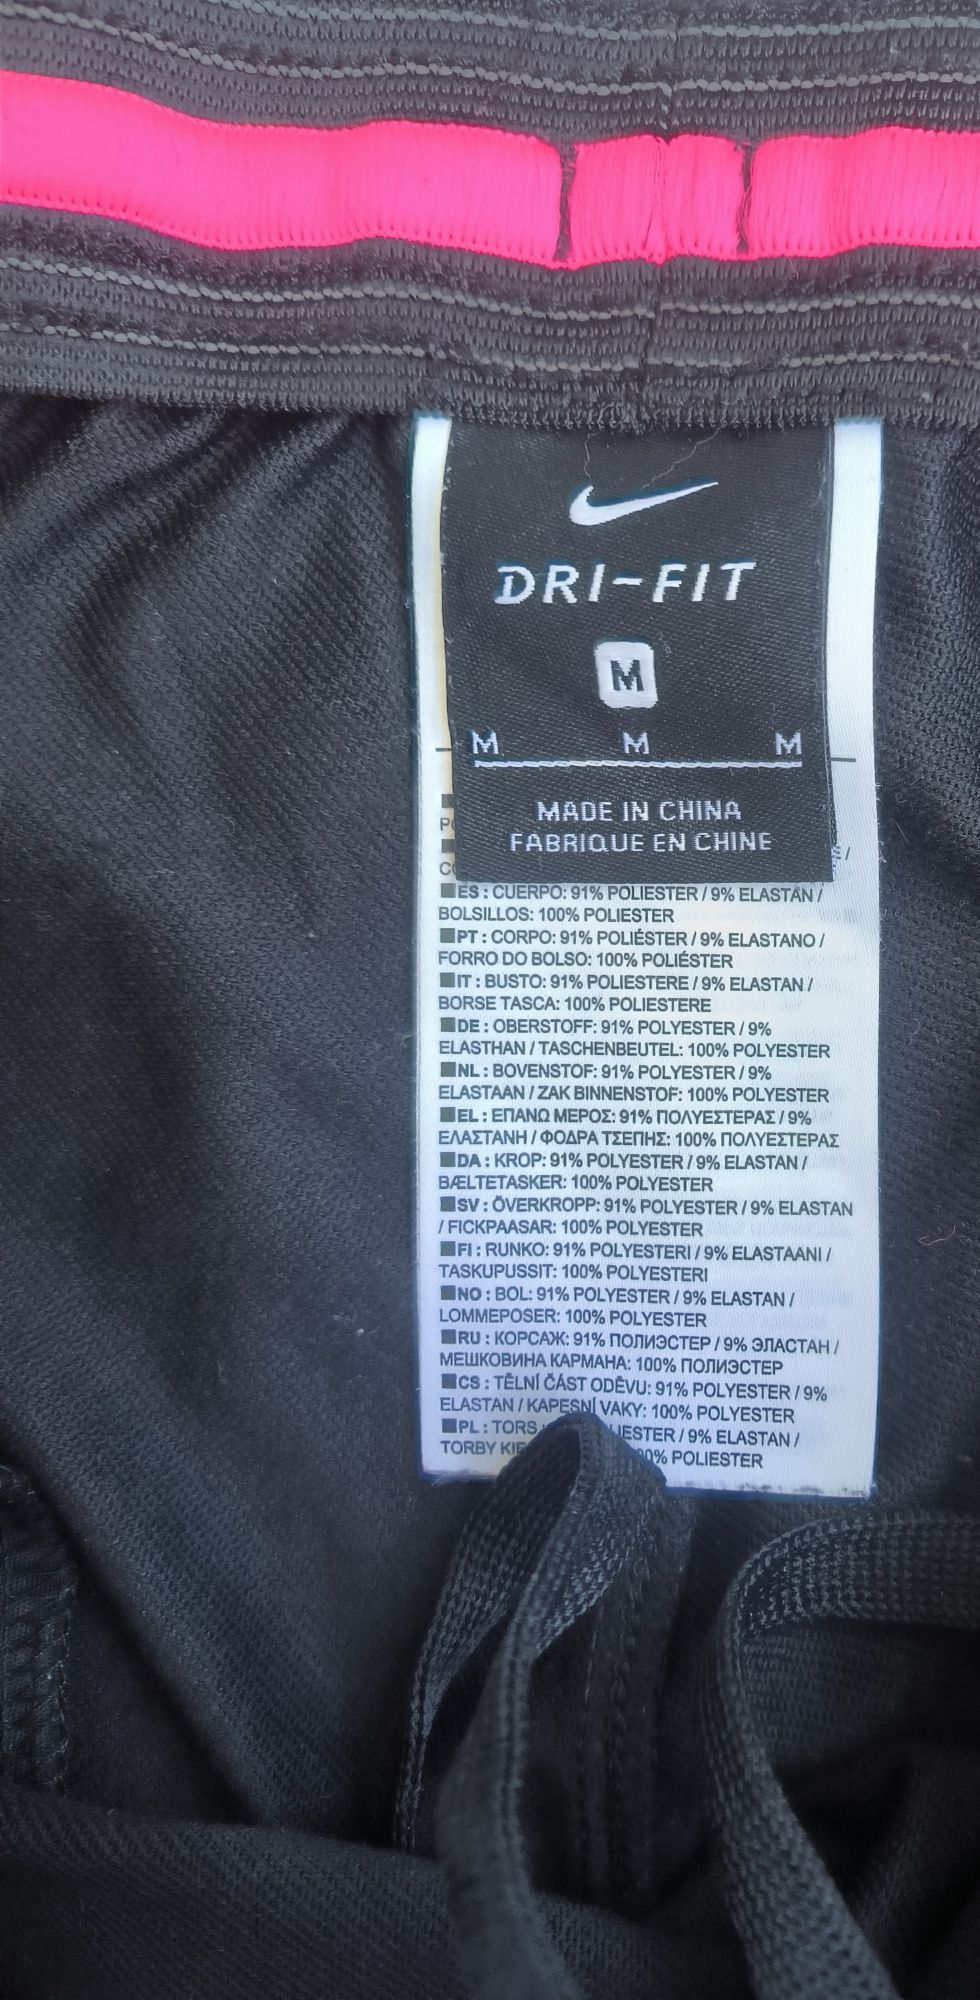 DRI-FIT
M
M M M
MADE IN CHINA
FABRIQUE EN CHINE
■ES : CUERPO: 91% POLIESTER / 9% ELASTAN /
BOLSILLOS: 100% POLIESTER
■PT : CORPO: 91% POLIÉSTER / 9% ELASTANO /
FORRO DO BOLSO: 100% POLIÉSTER
■IT : BUSTO: 91% POLIESTERE / 9% ELASTAN /
BORSE TASCA: 100% POLIESTERE
■DE : OBERSTOFF: 91% POLYESTER / 9%
ELASTHAN / TASCHENBEUTEL: 100% POLYESTER
■NL : BOVENSTOF: 91% POLYESTER / 9%
ELASTAAN / ZAK BINNENSTOF: 100% POLYESTER
■EL : ΕΠΑΝΩ ΜΕΡΟΣ: 91% ΠΟΛΥΕΣΤΕΡΑΣ / 9%
ΕΛΑΣΤΑΝΗ / ΦΟΔΡΑ ΤΣΕΠΗΣ: 100% ΠΟΛΥΕΣΤΕΡΑΣ
■DA : KROP: 91% POLYESTER / 9% ELASTAN /
BÆLTETASKER: 100% POLYESTER
■SV : ÖVERKROPP: 91% POLYESTER / 9% ELASTAN
/ FICKPAASAR: 100% POLYESTER
■FI : RUNKO: 91% POLYESTERI / 9% ELASTAANI /
TASKUPUSSIT: 100% POLYESTERI
■NO : BOL: 91% POLYESTER / 9% ELASTAN /
LOMMEPOSER: 100% POLYESTER
■RU : КОРСАЖ: 91% ПОЛИЭСТЕР / 9% ЭЛАСТАН /
МЕШКОВИНА КАРМАНА: 100% ПОЛИЭСТЕР
■CS : TĚLNÍ ČÁST ODĚVU: 91% POLYESTER / 9%
ELASTAN / KAPESNÍ VAKY: 100% POLYESTER
■PL : TORS / 9% ELASTAN /
TORBY POLIESTER